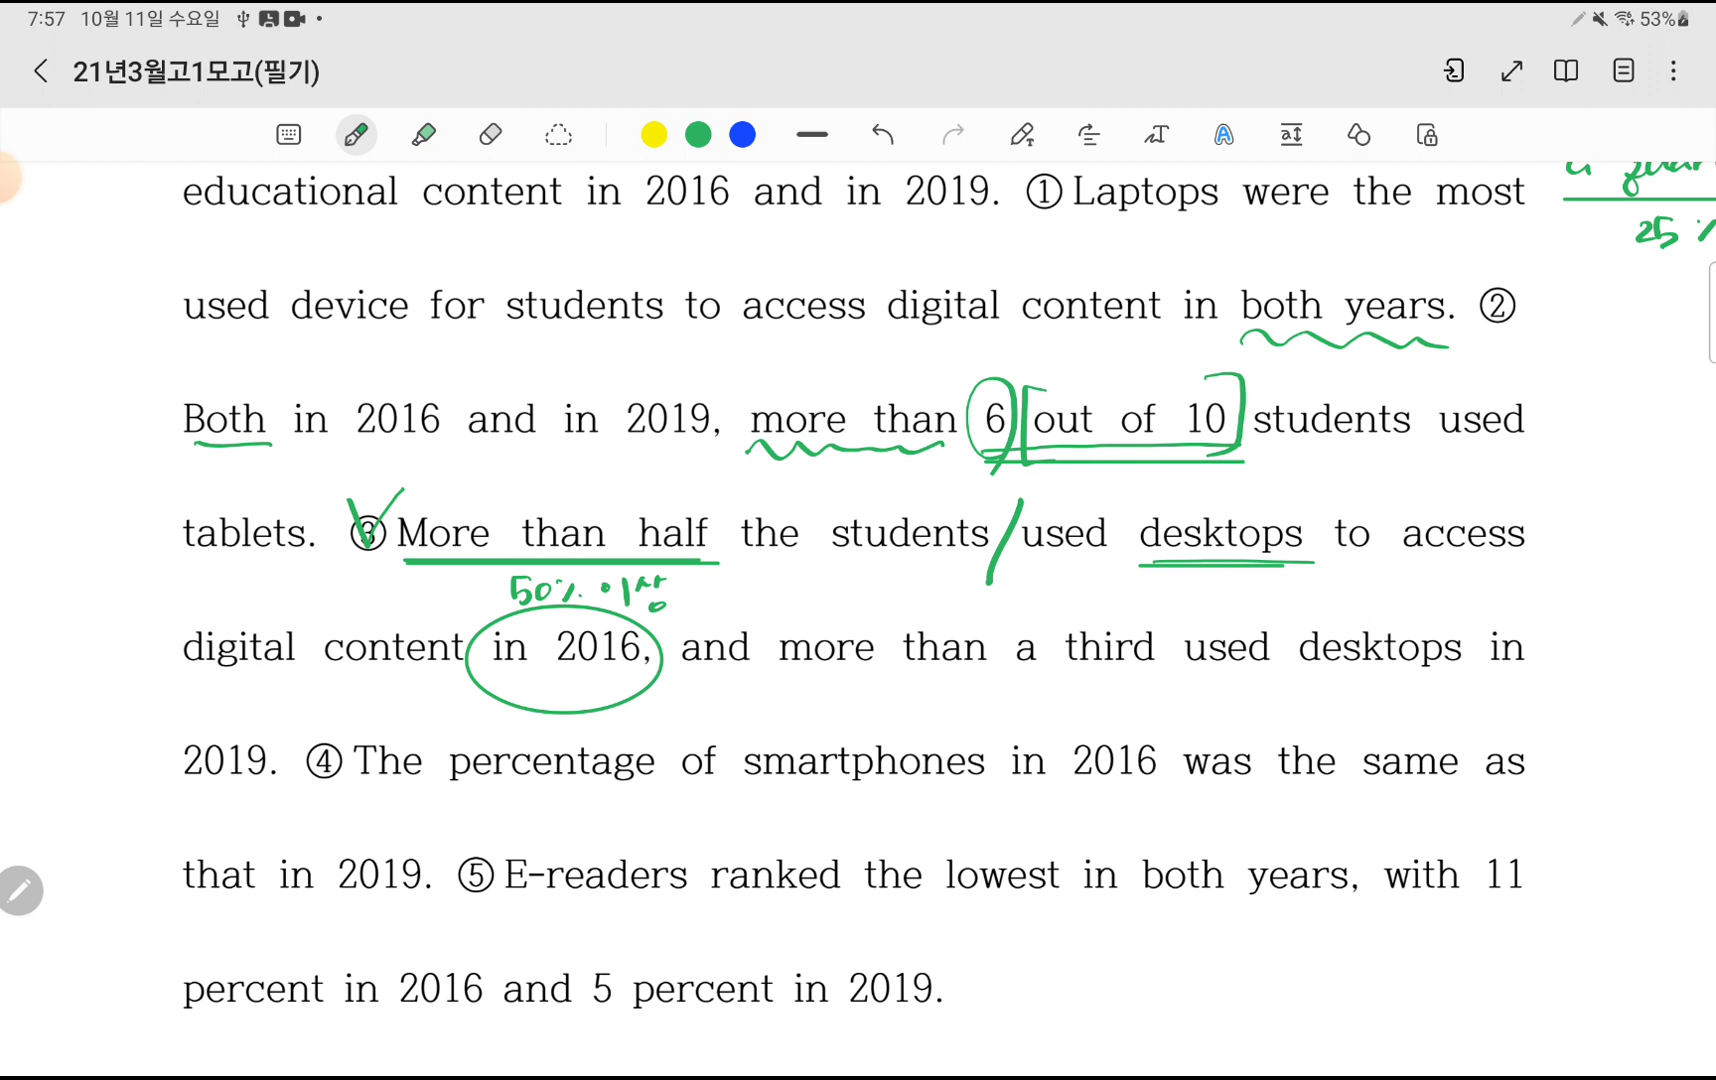 7:57 10월 11일 수요일 53%
21년3월고1모고(필기)
educational content in 2016 and in 2019. ① Laptops were the most
25 %
used device for students to access digital content in both years. ②
Both in 2016 and in 2019, more than 6 out of 10 students used
tablets. ③ More than half the students used desktops to access
50% 이상
digital content in 2016, and more than a third used desktops in
2019. ④ The percentage of smartphones in 2016 was the same as
that in 2019. ⑤ E-readers ranked the lowest in both years, with 11
percent in 2016 and 5 percent in 2019.